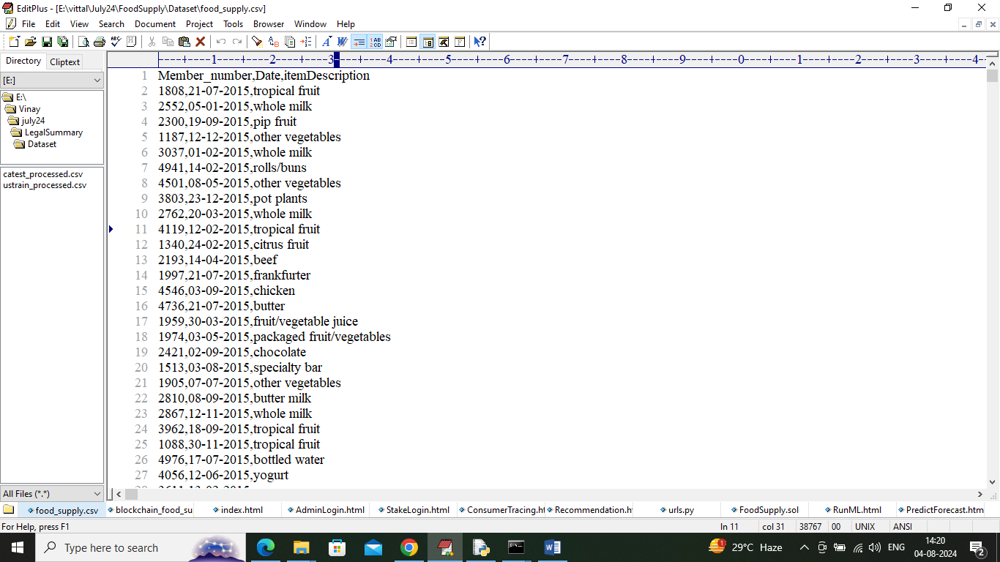 EditPlus - [E:\vittal\July24\FoodSupply\Dataset\food_supply.csv]
File Edit View Search Document Project Tools Browser Window Help
Directory Cliptext
[E:]
E:\
Vinay
july24
LegalSummary
Dataset
catest_processed.csv
ustrain_processed.csv
All Files (*.*)
----+----1----+----2----+----3----+----4----+----5----+----6----+----7----+----8----+----9----+----0----+----1----+----2----+----3----+----4-
1 Member_number,Date,itemDescription
2 1808,21-07-2015,tropical fruit
3 2552,05-01-2015,whole milk
4 2300,19-09-2015,pip fruit
5 1187,12-12-2015,other vegetables
6 3037,01-02-2015,whole milk
7 4941,14-02-2015,rolls/buns
8 4501,08-05-2015,other vegetables
9 3803,23-12-2015,pot plants
10 2762,20-03-2015,whole milk
11 4119,12-02-2015,tropical fruit
12 1340,24-02-2015,citrus fruit
13 2193,14-04-2015,beef
14 1997,21-07-2015,frankfurter
15 4546,03-09-2015,chicken
16 4736,21-07-2015,butter
17 1959,30-03-2015,fruit/vegetable juice
18 1974,03-05-2015,packaged fruit/vegetables
19 2421,02-09-2015,chocolate
20 1513,03-08-2015,specialty bar
21 1905,07-07-2015,other vegetables
22 2810,08-09-2015,butter milk
23 2867,12-11-2015,whole milk
24 3962,18-09-2015,tropical fruit
25 1088,30-11-2015,tropical fruit
26 4976,17-07-2015,bottled water
27 4056,12-06-2015,yogurt
food_supply.csv blockchain_food_su index.html AdminLogin.html StakeLogin.html ConsumerTracing.ht Recommendation.h urls.py FoodSupply.sol RunML.html PredictForecast.htm
For Help, press F1 ln 11 col 31 38767 00 UNIX ANSI
Type here to search
1 29°C Haze ENG 14:20
04-08-2024
2